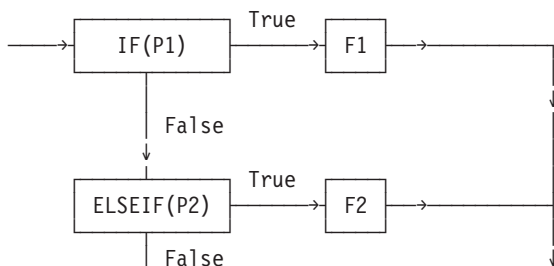 True
IF(P1) F1
False
True
ELSEIF(P2) F2
False